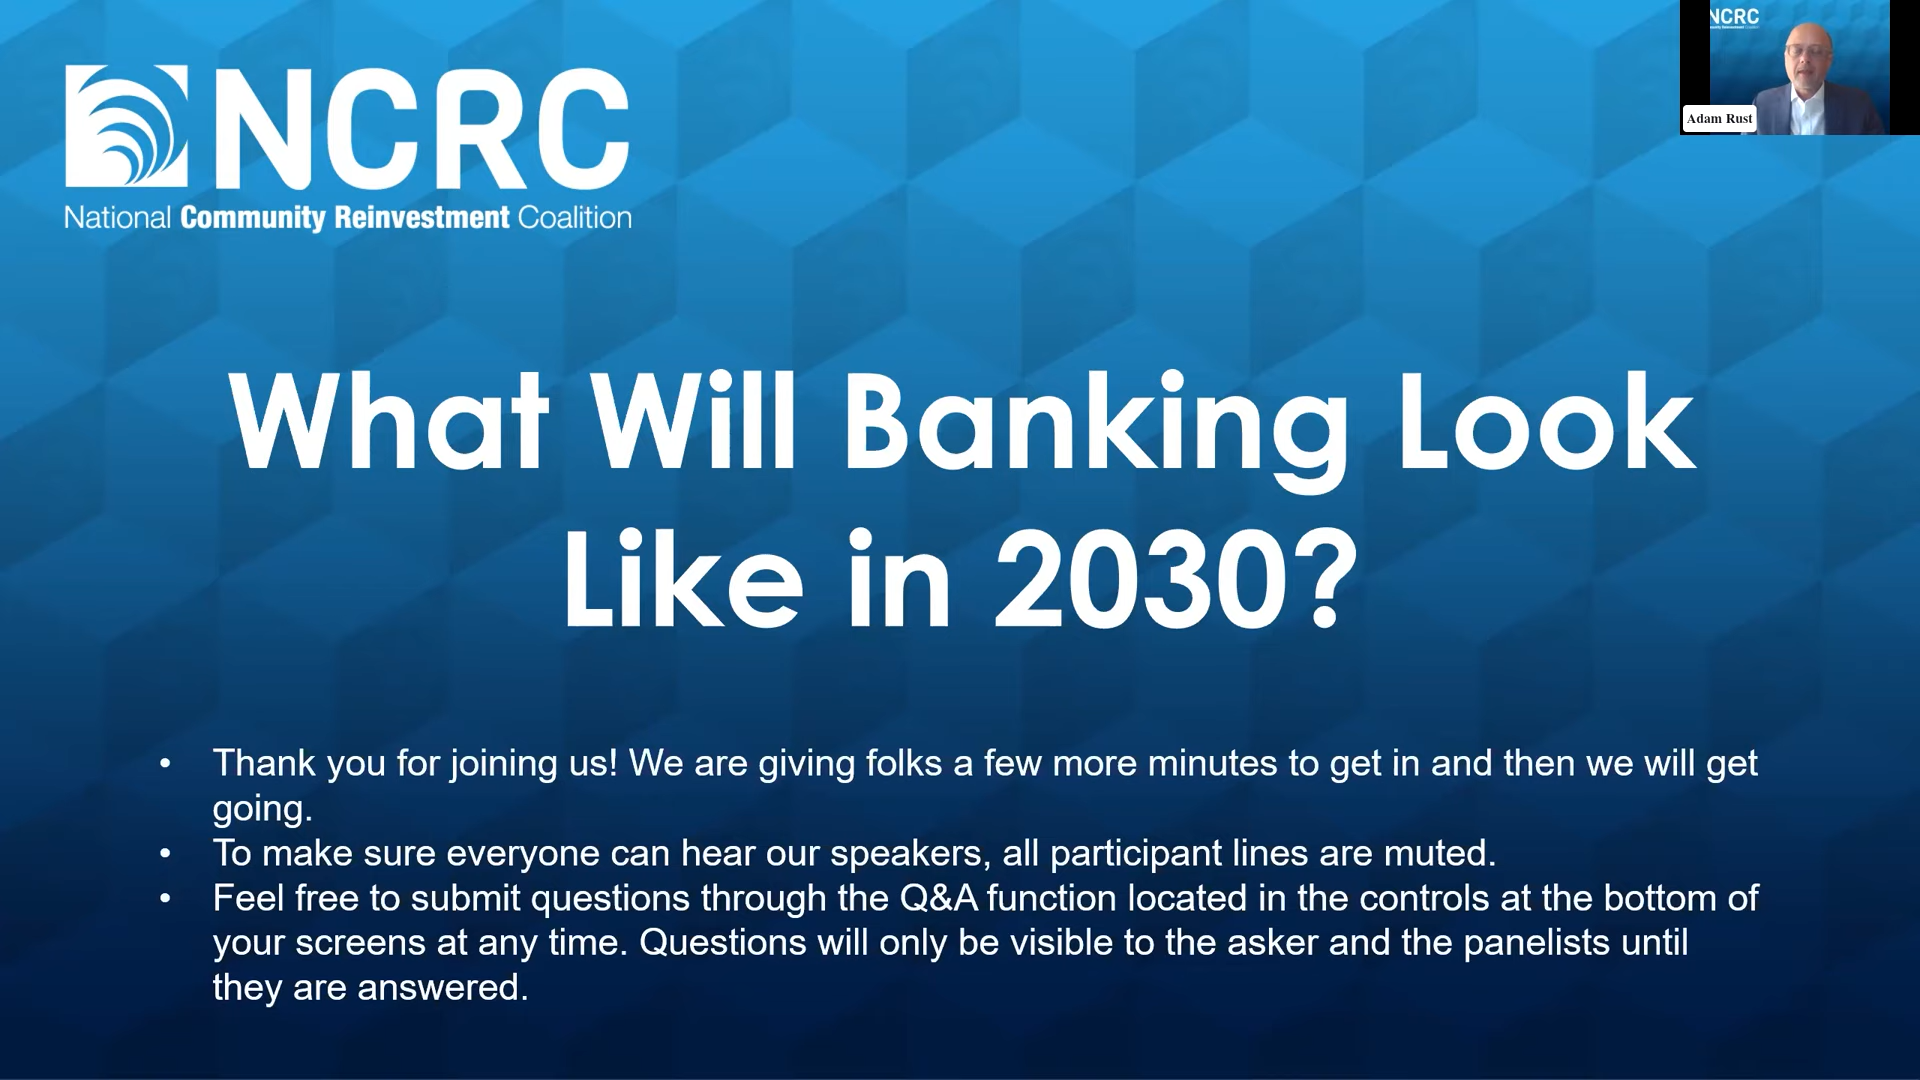 NCRC
National Community Reinvestment Coalition
NCRC
Adam Rust
What Will Banking Look
Like in 2030?
• Thank you for joining us! We are giving folks a few more minutes to get in and then we will get
going.
• To make sure everyone can hear our speakers, all participant lines are muted.
• Feel free to submit questions through the Q&A function located in the controls at the bottom of
your screens at any time. Questions will only be visible to the asker and the panelists until
they are answered.